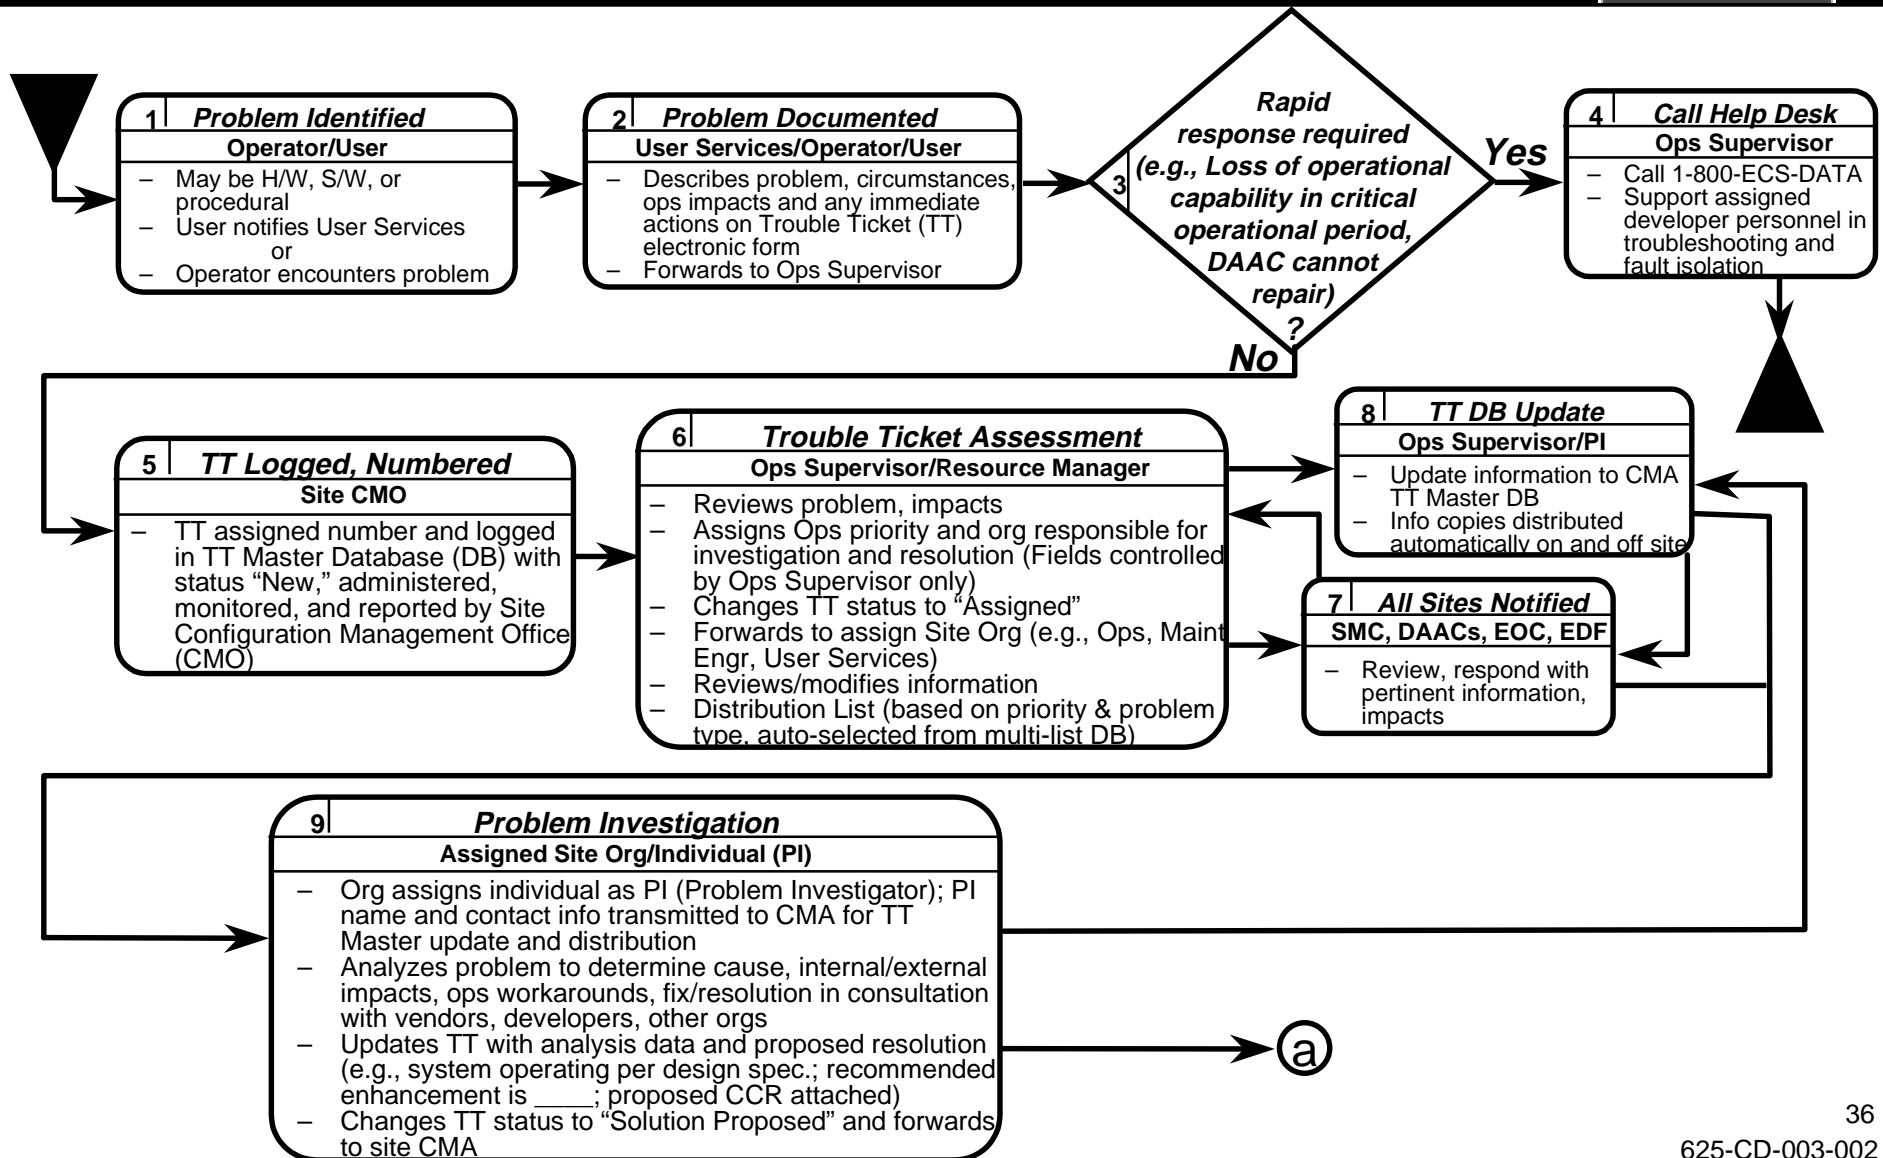 1 Problem Identified
Operator/User
– May be H/W, S/W, or
procedural
– User notifies User Services
or
– Operator encounters problem
2 Problem Documented
User Services/Operator/User
– Describes problem, circumstances,
ops impacts and any immediate
actions on Trouble Ticket (TT)
electronic form
– Forwards to Ops Supervisor
3
Rapid
response required
(e.g., Loss of operational
capability in critical
operational period,
DAAC cannot
repair)
?
Yes
No
4 Call Help Desk
Ops Supervisor
– Call 1-800-ECS-DATA
– Support assigned
developer personnel in
troubleshooting and
fault isolation
5 TT Logged, Numbered
Site CMO
– TT assigned number and logged
in TT Master Database (DB) with
status “New,” administered,
monitored, and reported by Site
Configuration Management Office
(CMO)
6 Trouble Ticket Assessment
Ops Supervisor/Resource Manager
– Reviews problem, impacts
– Assigns Ops priority and org responsible for
investigation and resolution (Fields controlled
by Ops Supervisor only)
– Changes TT status to “Assigned”
– Forwards to assign Site Org (e.g., Ops, Maint
Engr, User Services)
– Reviews/modifies information
– Distribution List (based on priority & problem
type, auto-selected from multi-list DB)
8 TT DB Update
Ops Supervisor/PI
– Update information to CMA
TT Master DB
– Info copies distributed
automatically on and off site
7 All Sites Notified
SMC, DAACs, EOC, EDF
– Review, respond with
pertinent information,
impacts
9 Problem Investigation
Assigned Site Org/Individual (PI)
– Org assigns individual as PI (Problem Investigator); PI
name and contact info transmitted to CMA for TT
Master update and distribution
– Analyzes problem to determine cause, internal/external
impacts, ops workarounds, fix/resolution in consultation
with vendors, developers, other orgs
– Updates TT with analysis data and proposed resolution
(e.g., system operating per design spec.; recommended
enhancement is ____; proposed CCR attached)
– Changes TT status to “Solution Proposed” and forwards
to site CMA
a
36
625-CD-003-002